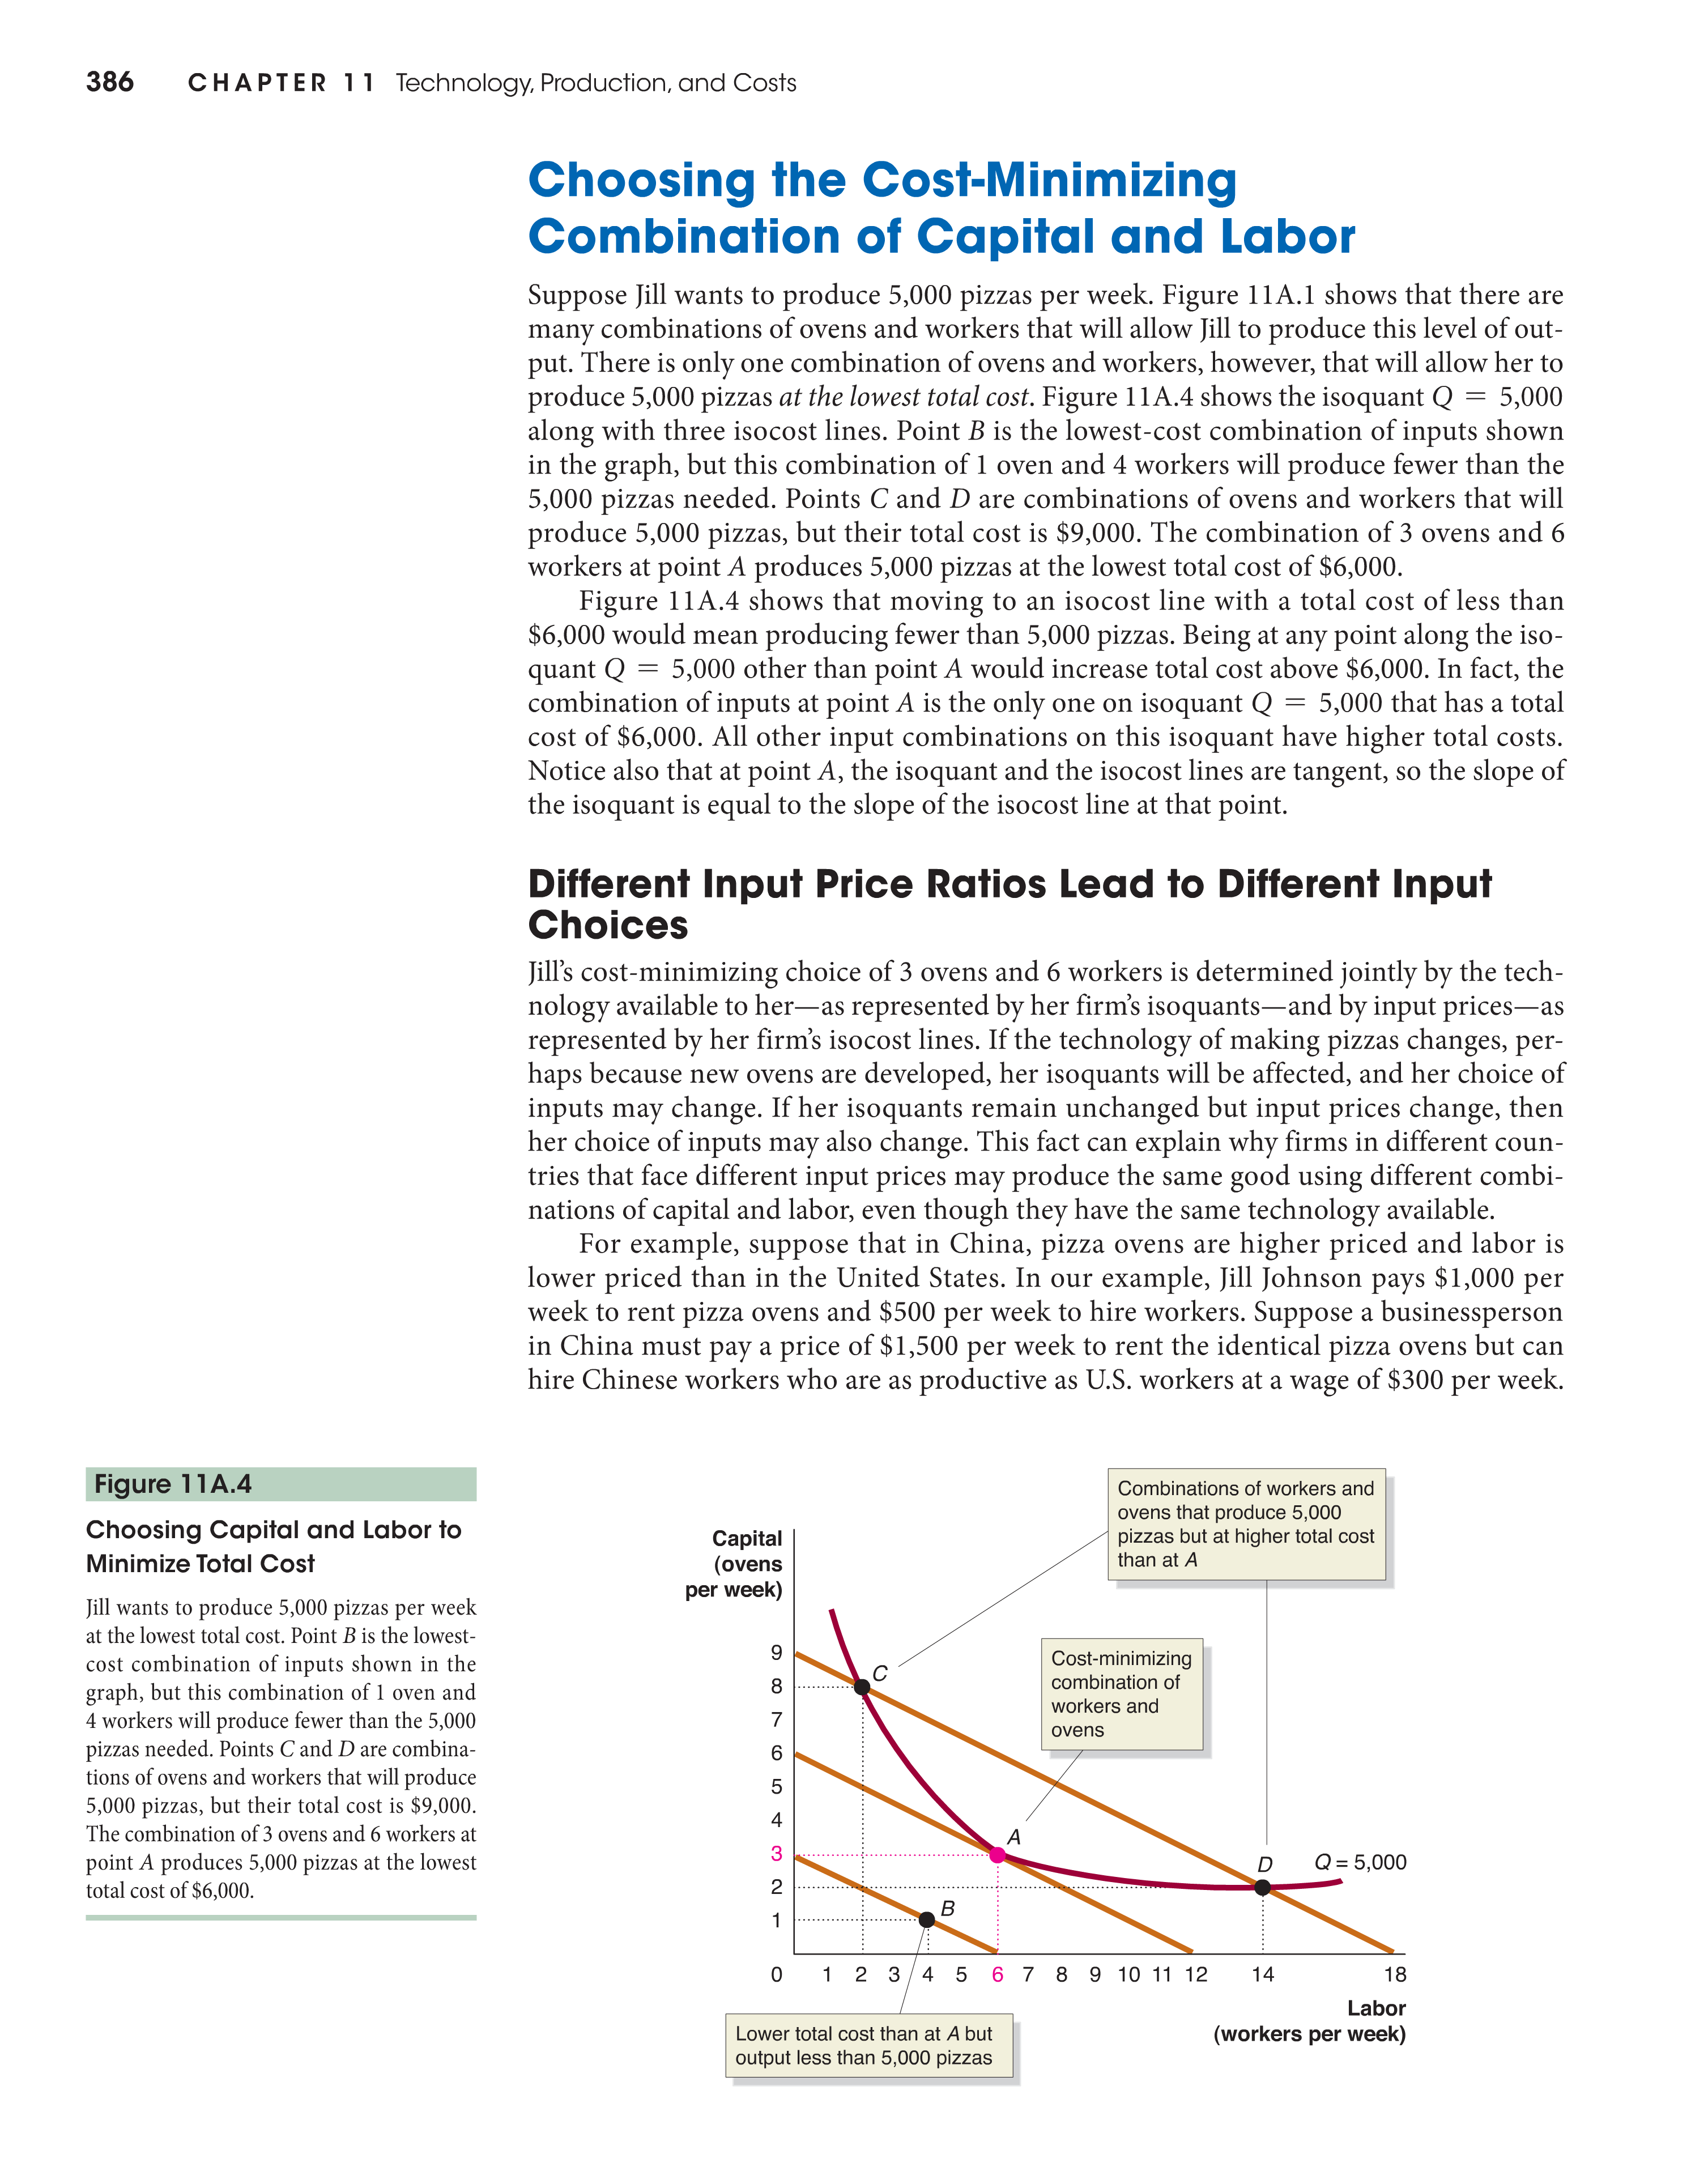 386 CHAPTER 11 Technology, Production, and Costs
Choosing the Cost-Minimizing
Combination of Capital and Labor
Suppose Jill wants to produce 5,000 pizzas per week. Figure 11A.1 shows that there are
many combinations of ovens and workers that will allow Jill to produce this level of out-
put. There is only one combination of ovens and workers, however, that will allow her to
produce 5,000 pizzas at the lowest total cost. Figure 11A.4 shows the isoquant Q = 5,000
along with three isocost lines. Point B is the lowest-cost combination of inputs shown
in the graph, but this combination of 1 oven and 4 workers will produce fewer than the
5,000 pizzas needed. Points C and D are combinations of ovens and workers that will
produce 5,000 pizzas, but their total cost is $9,000. The combination of 3 ovens and 6
workers at point A produces 5,000 pizzas at the lowest total cost of $6,000.
Figure 11A.4 shows that moving to an isocost line with a total cost of less than
$6,000 would mean producing fewer than 5,000 pizzas. Being at any point along the iso-
quant Q = 5,000 other than point A would increase total cost above $6,000. In fact, the
combination of inputs at point A is the only one on isoquant Q = 5,000 that has a total
cost of $6,000. All other input combinations on this isoquant have higher total costs.
Notice also that at point A, the isoquant and the isocost lines are tangent, so the slope of
the isoquant is equal to the slope of the isocost line at that point.
Different Input Price Ratios Lead to Different Input
Choices
Jill’s cost-minimizing choice of 3 ovens and 6 workers is determined jointly by the tech-
nology available to her—as represented by her firm’s isoquants—and by input prices—as
represented by her firm’s isocost lines. If the technology of making pizzas changes, per-
haps because new ovens are developed, her isoquants will be affected, and her choice of
inputs may change. If her isoquants remain unchanged but input prices change, then
her choice of inputs may also change. This fact can explain why firms in different coun-
tries that face different input prices may produce the same good using different combi-
nations of capital and labor, even though they have the same technology available.
For example, suppose that in China, pizza ovens are higher priced and labor is
lower priced than in the United States. In our example, Jill Johnson pays $1,000 per
week to rent pizza ovens and $500 per week to hire workers. Suppose a businessperson
in China must pay a price of $1,500 per week to rent the identical pizza ovens but can
hire Chinese workers who are as productive as U.S. workers at a wage of $300 per week.
Figure 11A.4
Choosing Capital and Labor to
Minimize Total Cost
Jill wants to produce 5,000 pizzas per week
at the lowest total cost. Point B is the lowest-
cost combination of inputs shown in the
graph, but this combination of 1 oven and
4 workers will produce fewer than the 5,000
pizzas needed. Points C and D are combina-
tions of ovens and workers that will produce
5,000 pizzas, but their total cost is $9,000.
The combination of 3 ovens and 6 workers at
point A produces 5,000 pizzas at the lowest
total cost of $6,000.
Combinations of workers and
ovens that produce 5,000
pizzas but at higher total cost
than at A
Capital
(ovens
per week)
Cost-minimizing
combination of
workers and
ovens
9
C
8
7
6
5
4
A
3
D
Q = 5,000
2
B
1
0 1 2 3 4 5 6 7 8 9 10 11 12 14 18
Labor
(workers per week)
Lower total cost than at A but
output less than 5,000 pizzas